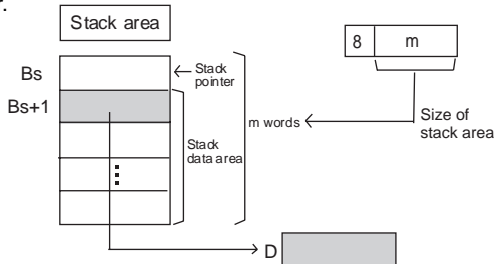 r.
Stack area
8 m
Bs
Stack
pointer
Bs+1
m words
Size of
stack area
Stack
data area
D